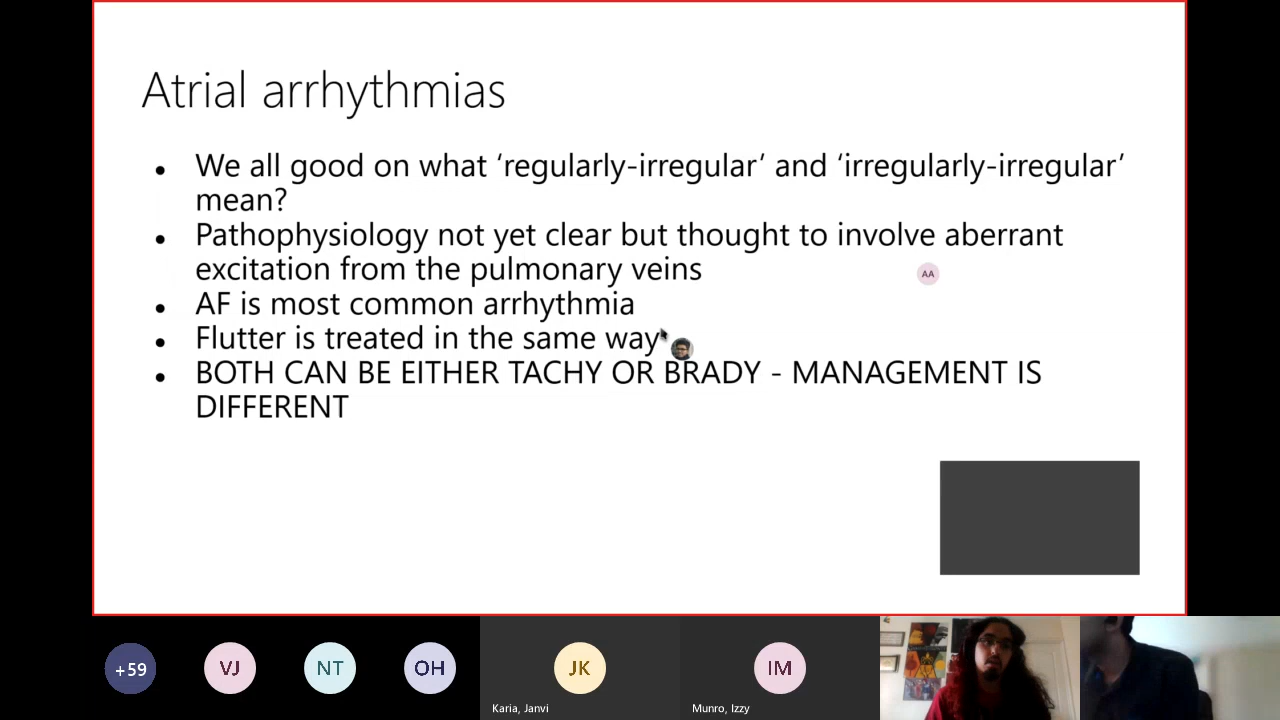 Atrial arrhythmias
We all good on what ‘regularly-irregular’ and ‘irregularly-irregular’
mean?
Pathophysiology not yet clear but thought to involve aberrant
excitation from the pulmonary veins
AA
AF is most common arrhythmia
Flutter is treated in the same way
BOTH CAN BE EITHER TACHY OR BRADY - MANAGEMENT IS
DIFFERENT
+59
VJ
NT
OH
JK
IM
Karia, Janvi
Munro, Izzy